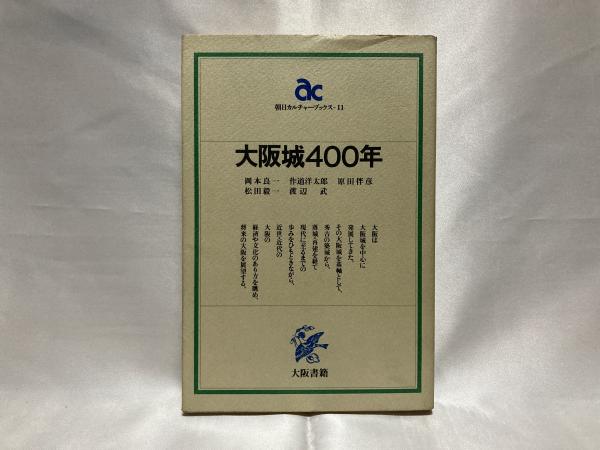 ac
朝日カルチャーブックス-11
大阪城400年
岡本良一 作道洋太郎 原田伴彦
松田毅一 渡辺 武
大阪は
大阪城を中心に
発展してきた。
その大阪城を基軸として、
秀吉の築城から、
落城・再建を経て
現代に至るまでの
歩みをひもときながら、
近世・近代の
大阪の
経済や文化のあり方を眺め、
将来の大阪を展望する。
大阪書籍